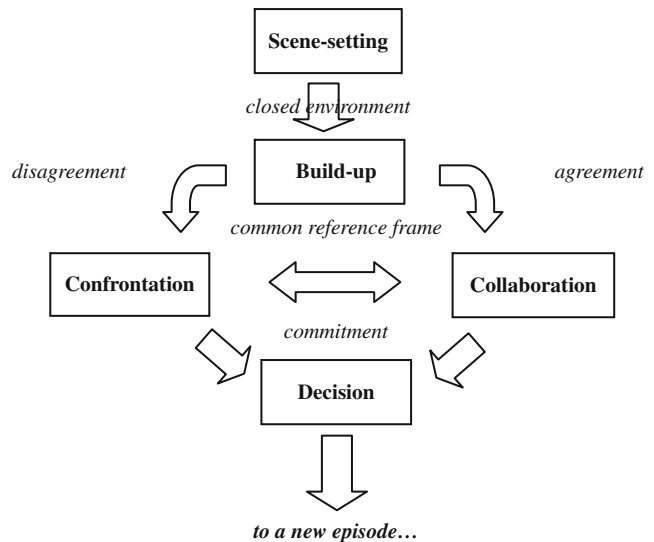 Scene-setting
closed environment
Build-up
disagreement
agreement
common reference frame
Confrontation
Collaboration
commitment
Decision
to a new episode…